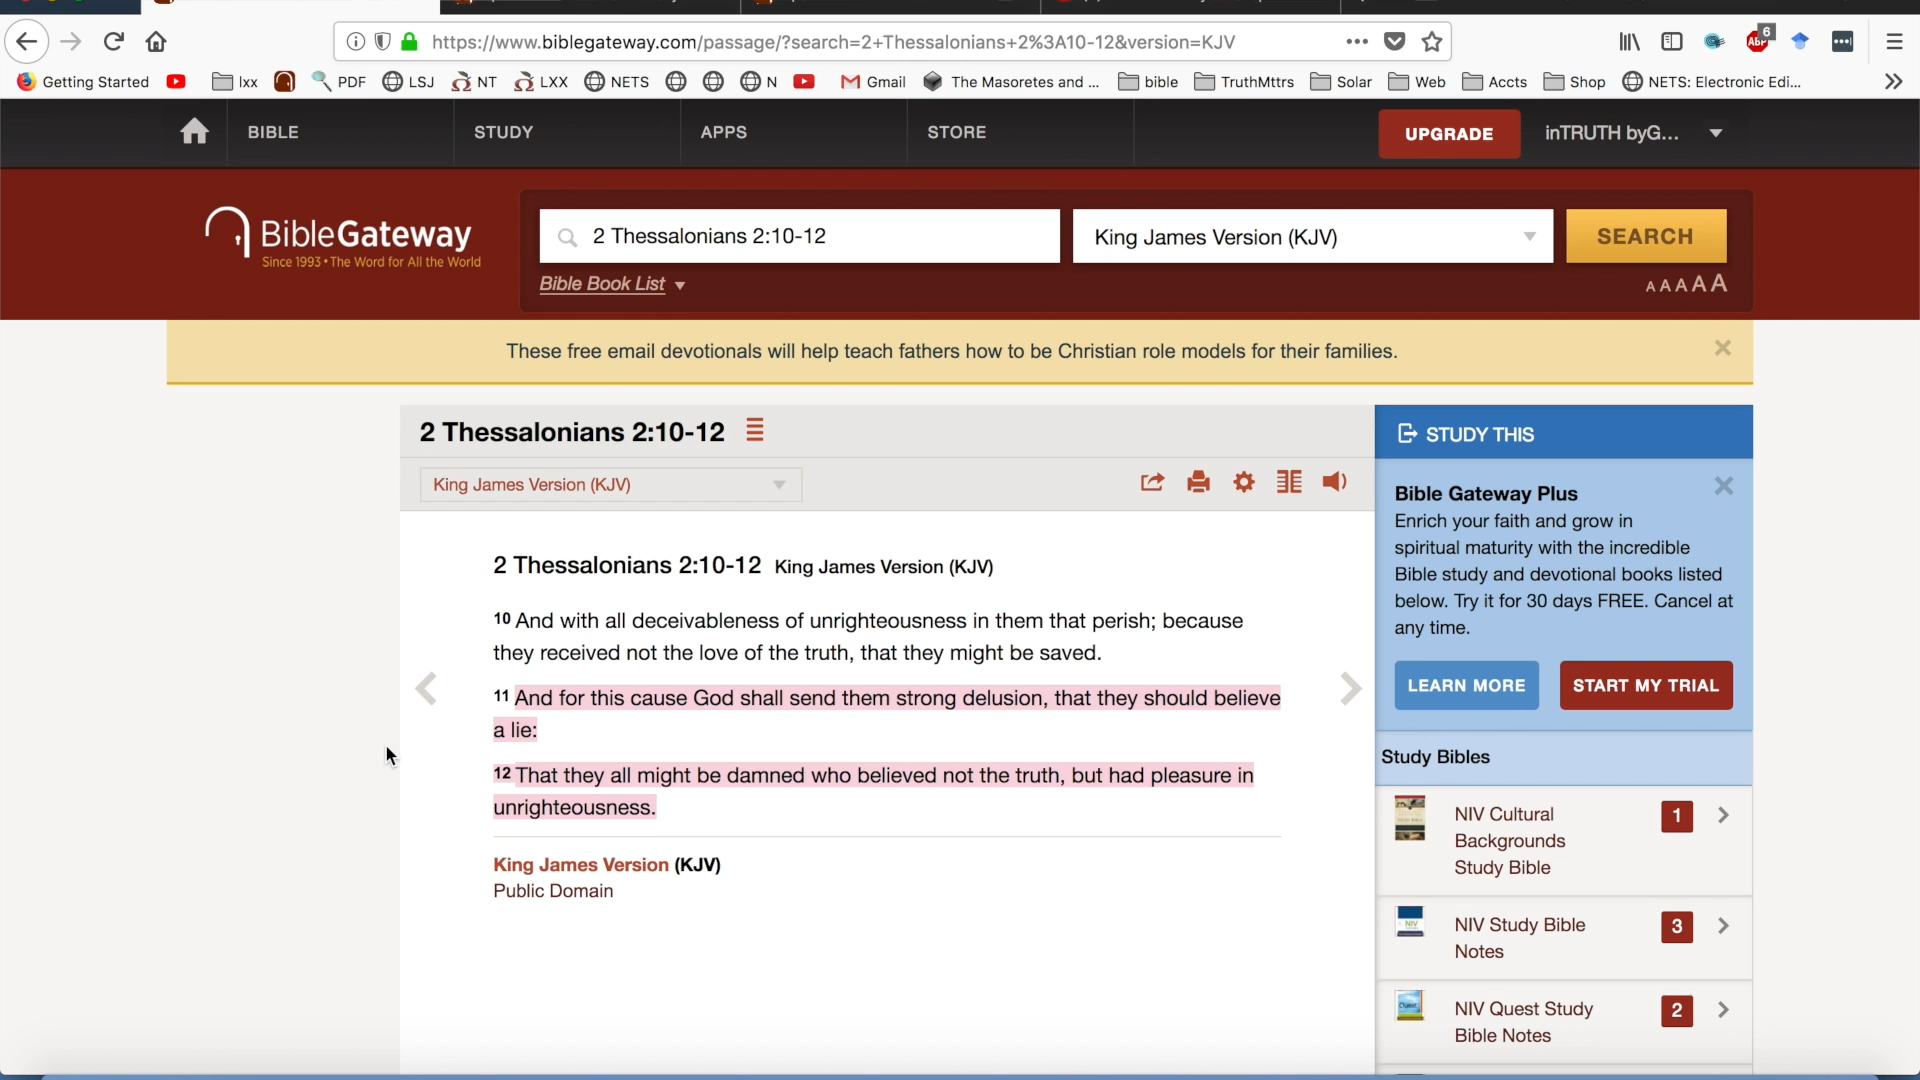 https://www.biblegateway.com/passage/?search=2+Thessalonians+2%3A10-12&version=KJV
ABP 6
Getting Started lxx PDF LSJ NT LXX NETS N Gmail The Masoretes and ... bible TruthMttrs Solar Web Accts Shop NETS: Electronic Edi...
BIBLE STUDY APPS STORE UPGRADE inTRUTH byG...
BibleGateway
Since 1993 • The Word for All the World
2 Thessalonians 2:10-12 King James Version (KJV) SEARCH
Bible Book List A A A A A
These free email devotionals will help teach fathers how to be Christian role models for their families.
2 Thessalonians 2:10-12
King James Version (KJV)
2 Thessalonians 2:10-12 King James Version (KJV)
10 And with all deceivableness of unrighteousness in them that perish; because
they received not the love of the truth, that they might be saved.
11 And for this cause God shall send them strong delusion, that they should believe
a lie:
12 That they all might be damned who believed not the truth, but had pleasure in
unrighteousness.
King James Version (KJV)
Public Domain
STUDY THIS
Bible Gateway Plus
Enrich your faith and grow in
spiritual maturity with the incredible
Bible study and devotional books listed
below. Try it for 30 days FREE. Cancel at
any time.
LEARN MORE START MY TRIAL
Study Bibles
NIV Cultural 1
Backgrounds
Study Bible
NIV Study Bible 3
Notes
NIV Quest Study 2
Bible Notes